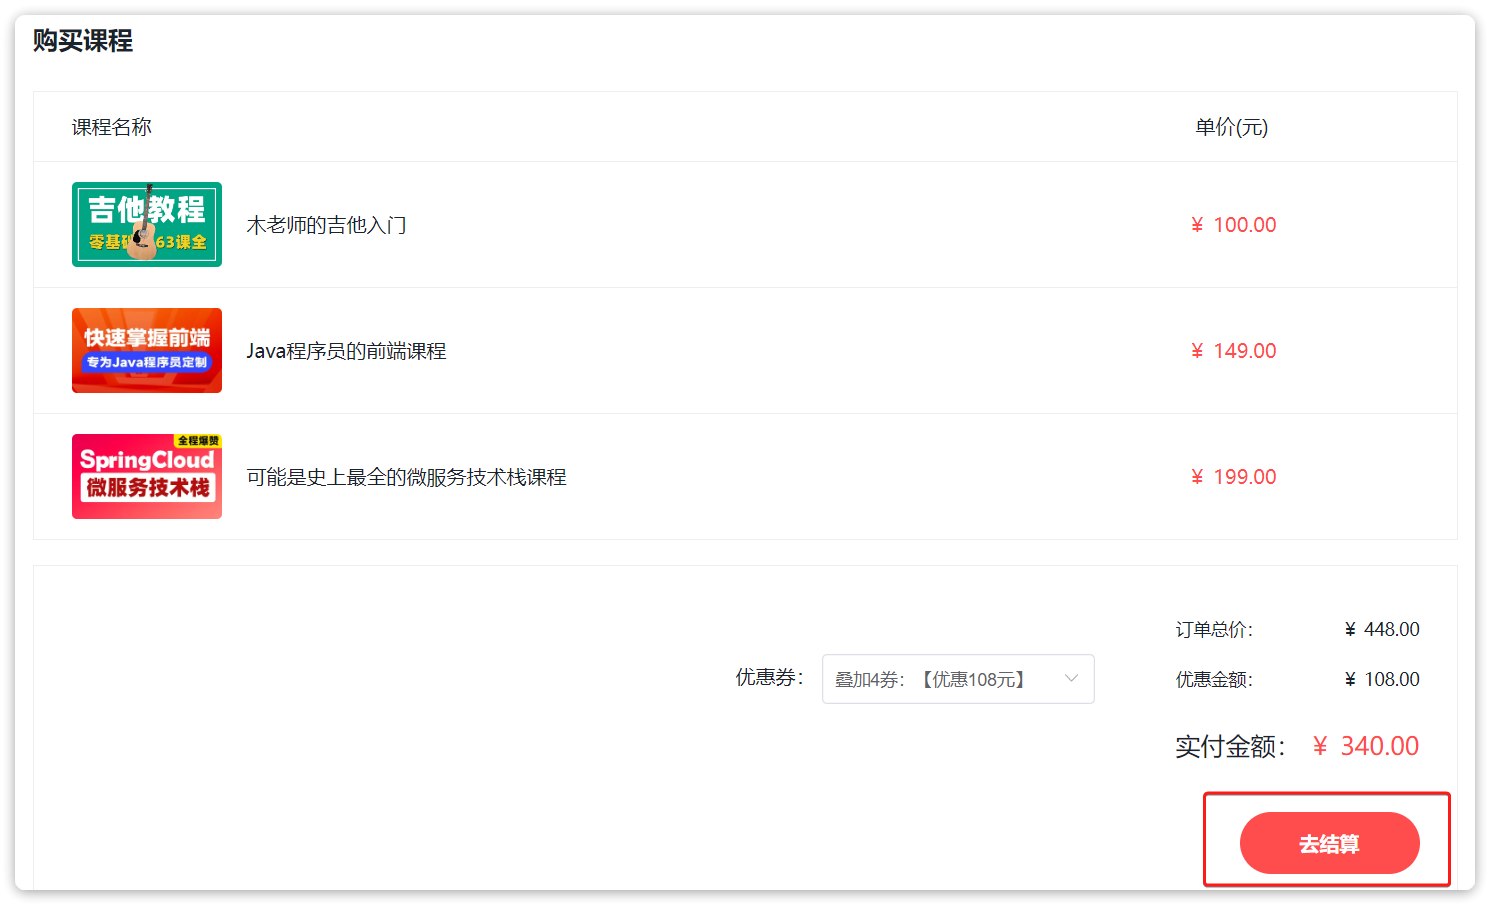 购买课程
课程名称 单价(元)
吉他教程
零基 63课全
木老师的吉他入门 ¥ 100.00
快速掌握前端
专为Java程序员定制
Java程序员的前端课程 ¥ 149.00
全程爆赞
SpringCloud
微服务技术栈
可能是史上最全的微服务技术栈课程 ¥ 199.00
订单总价： ¥ 448.00
优惠券： 叠加4券：【优惠108元】
优惠金额： ¥ 108.00
实付金额： ¥ 340.00
去结算